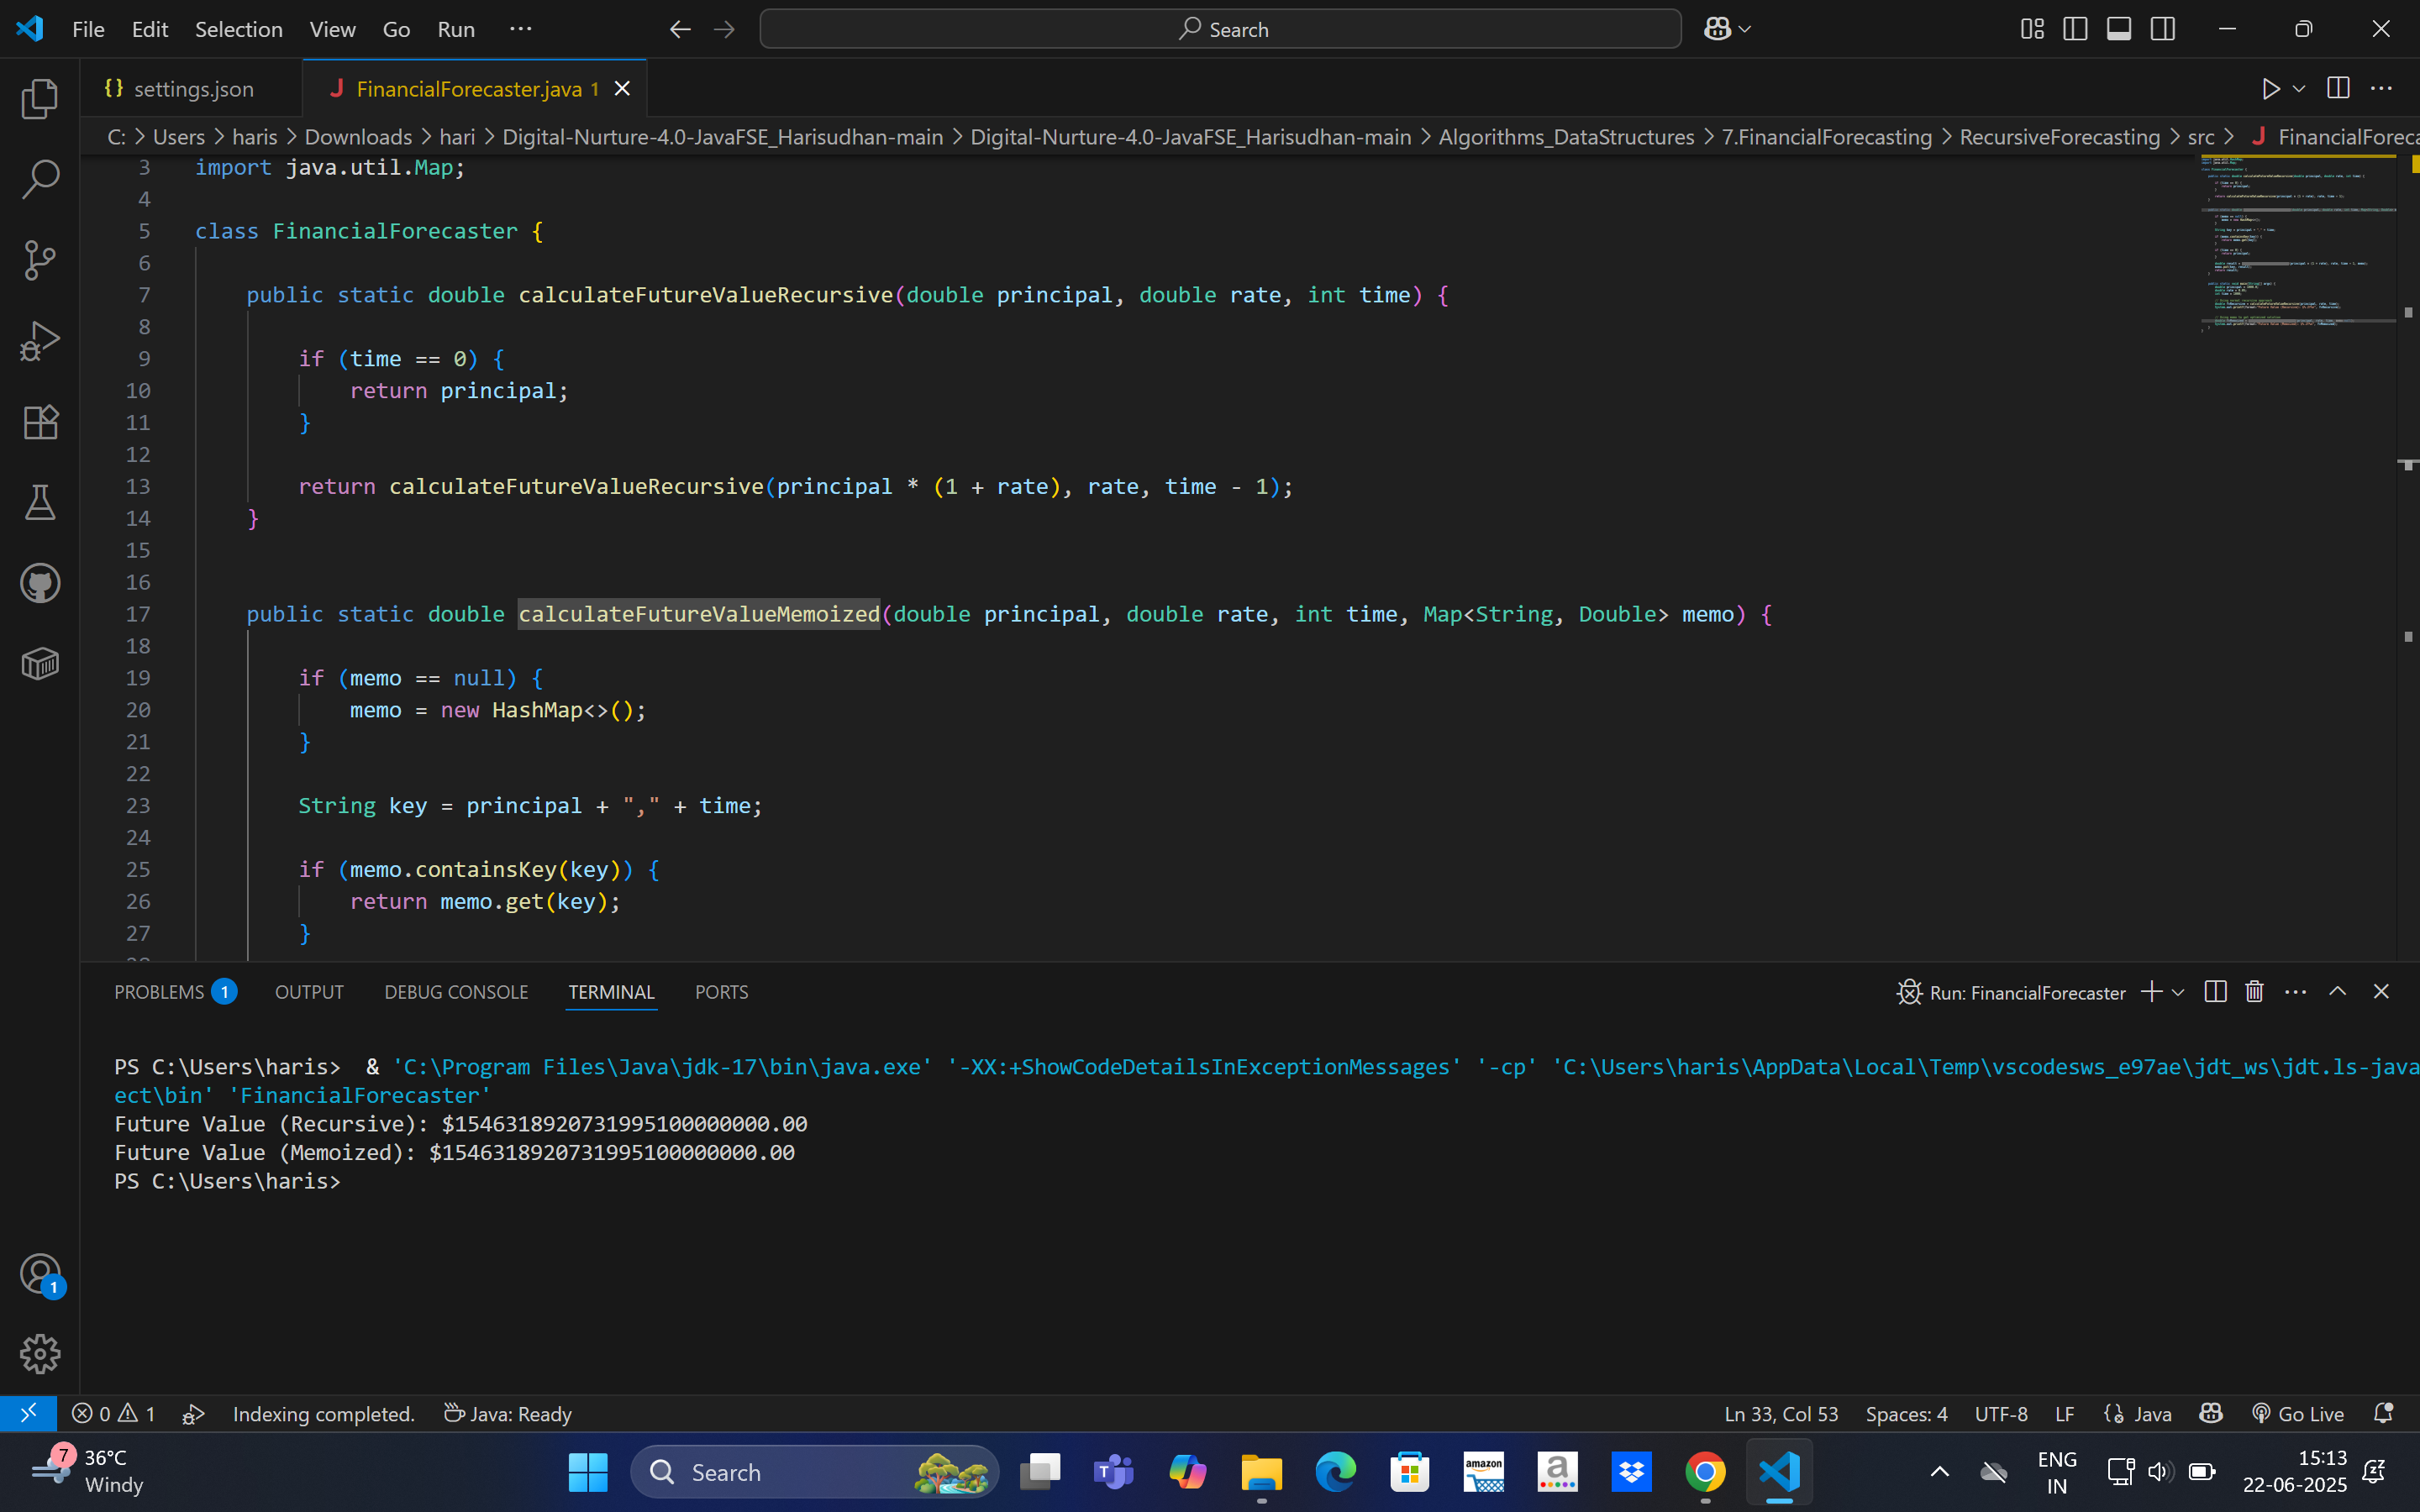 File Edit Selection View Go Run ··· Search
settings.json FinancialForecaster.java 1
C: > Users > haris > Downloads > hari > Digital-Nurture-4.0-JavaFSE_Harisudhan-main > Digital-Nurture-4.0-JavaFSE_Harisudhan-main > Algorithms_DataStructures > 7.FinancialForecasting > RecursiveForecasting > src > FinancialForeca
3 import java.util.Map;
4
5 class FinancialForecaster {
6
7 public static double calculateFutureValueRecursive(double principal, double rate, int time) {
8
9 if (time == 0) {
10 return principal;
11 }
12
13 return calculateFutureValueRecursive(principal * (1 + rate), rate, time - 1);
14 }
15
16
17 public static double calculateFutureValueMemoized(double principal, double rate, int time, Map<String, Double> memo) {
18
19 if (memo == null) {
20 memo = new HashMap<>();
21 }
22
23 String key = principal + "," + time;
24
25 if (memo.containsKey(key)) {
26 return memo.get(key);
27 }
PROBLEMS 1 OUTPUT DEBUG CONSOLE TERMINAL PORTS Run: FinancialForecaster
PS C:\Users\haris> & 'C:\Program Files\Java\jdk-17\bin\java.exe' '-XX:+ShowCodeDetailsInExceptionMessages' '-cp' 'C:\Users\haris\AppData\Local\Temp\vscodesws_e97ae\jdt_ws\jdt.ls-java
ect\bin' 'FinancialForecaster'
Future Value (Recursive): $1546318920731995100000000.00
Future Value (Memoized): $1546318920731995100000000.00
PS C:\Users\haris>
1
0 1 Indexing completed. Java: Ready Ln 33, Col 53 Spaces: 4 UTF-8 LF Java Go Live
7 36°C
Windy
Search
amazon
ENG
IN
15:13
22-06-2025